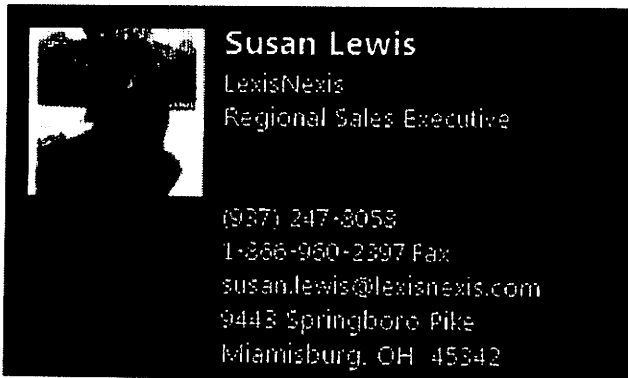 Susan Lewis
LexisNexis
Regional Sales Executive
(937) 247-8058
1-866-960-2397 Fax
susan.lewis@lexisnexis.com
9443 Springboro Pike
Miamisburg, OH 45342